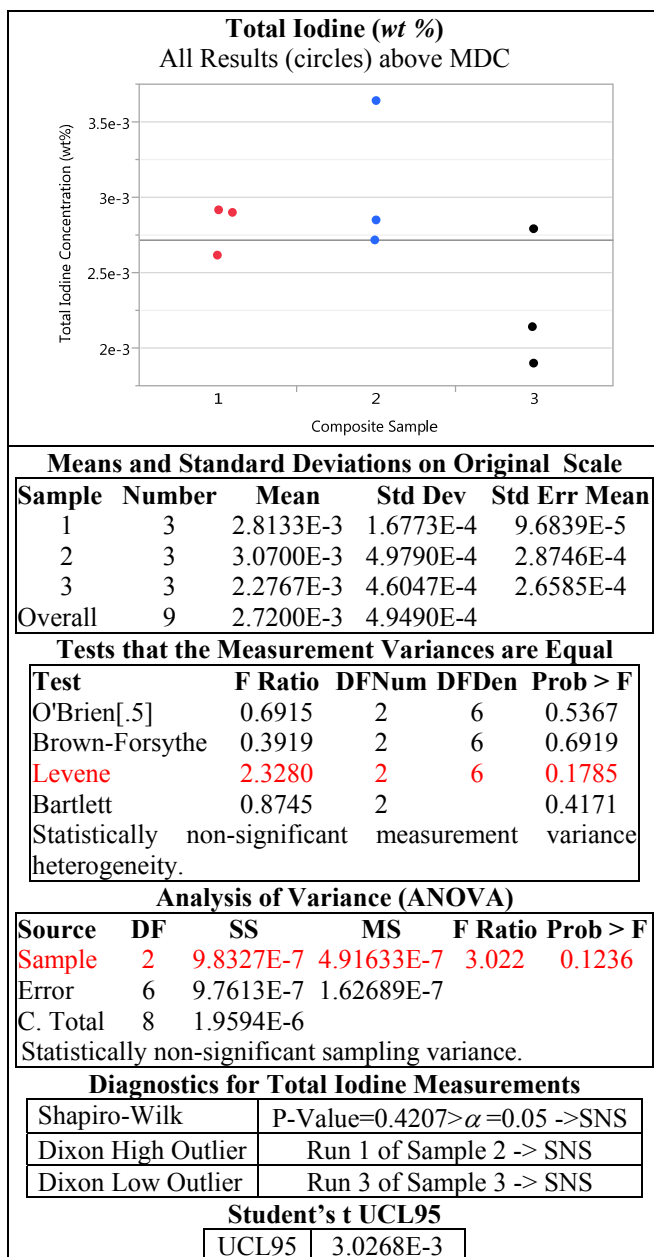 Total Iodine (wt %)
All Results (circles) above MDC
Total Iodine Concentration (wt%)
3.5e-3
3e-3
2.5e-3
2e-3
1 2 3
Composite Sample
Means and Standard Deviations on Original Scale
Sample Number Mean Std Dev Std Err Mean
1 3 2.8133E-3 1.6773E-4 9.6839E-5
2 3 3.0700E-3 4.9790E-4 2.8746E-4
3 3 2.2767E-3 4.6047E-4 2.6585E-4
Overall 9 2.7200E-3 4.9490E-4
Tests that the Measurement Variances are Equal
Test F Ratio DFNum DFDen Prob > F
O'Brien[.5] 0.6915 2 6 0.5367
Brown-Forsythe 0.3919 2 6 0.6919
Levene 2.3280 2 6 0.1785
Bartlett 0.8745 2 0.4171
Statistically non-significant measurement variance
heterogeneity.
Analysis of Variance (ANOVA)
Source DF SS MS F Ratio Prob > F
Sample 2 9.8327E-7 4.91633E-7 3.022 0.1236
Error 6 9.7613E-7 1.62689E-7
C. Total 8 1.9594E-6
Statistically non-significant sampling variance.
Diagnostics for Total Iodine Measurements
Shapiro-Wilk P-Value=0.4207>α =0.05 ->SNS
Dixon High Outlier Run 1 of Sample 2 -> SNS
Dixon Low Outlier Run 3 of Sample 3 -> SNS
Student’s t UCL95
UCL95 3.0268E-3